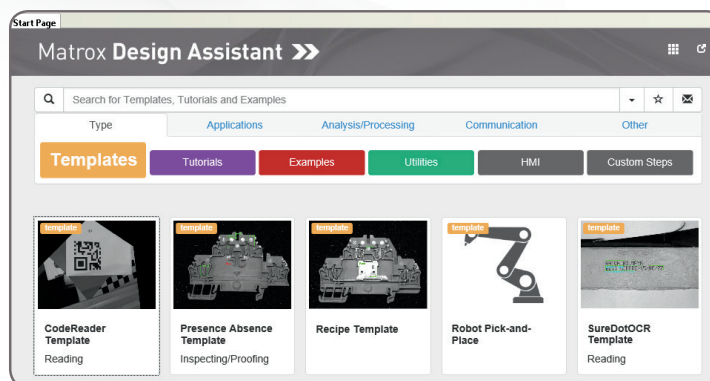 Start Page
Matrox Design Assistant
Search for Templates, Tutorials and Examples
Type Applications Analysis/Processing Communication Other
Templates Tutorials Examples Utilities HMI Custom Steps
template template template template template
CodeReader Template
Reading
Presence Absence Template
Inspecting/Proofing
Recipe Template
Robot Pick-and-
Place
SureDotOCR
Template
Reading